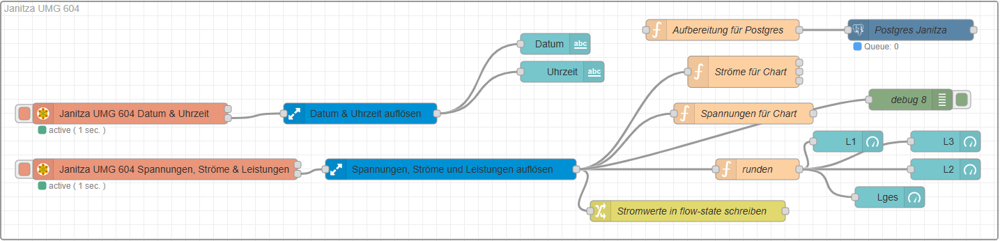 Janitza UMG 604
Aufbereitung für Postgres
Postgres Janitza
Queue: 0
Datum
abc
Uhrzeit
abc
Ströme für Chart
debug 8
Janitza UMG 604 Datum & Uhrzeit
active ( 1 sec. )
Datum & Uhrzeit auflösen
Spannungen für Chart
L1
L3
Janitza UMG 604 Spannungen, Ströme & Leistungen
active ( 1 sec. )
Spannungen, Ströme und Leistungen auflösen
runden
L2
Lges
Stromwerte in flow-state schreiben